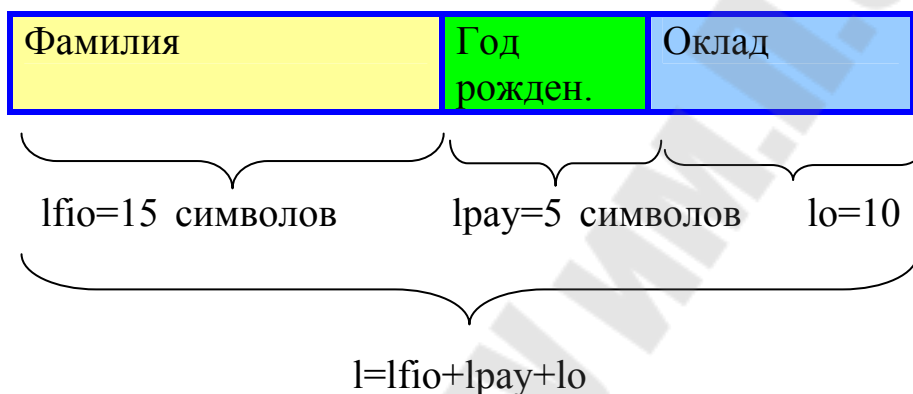 Фамилия Год Оклад
рожден.
lfio=15 символов lpay=5 символов lo=10
l=lfio+lpay+lo